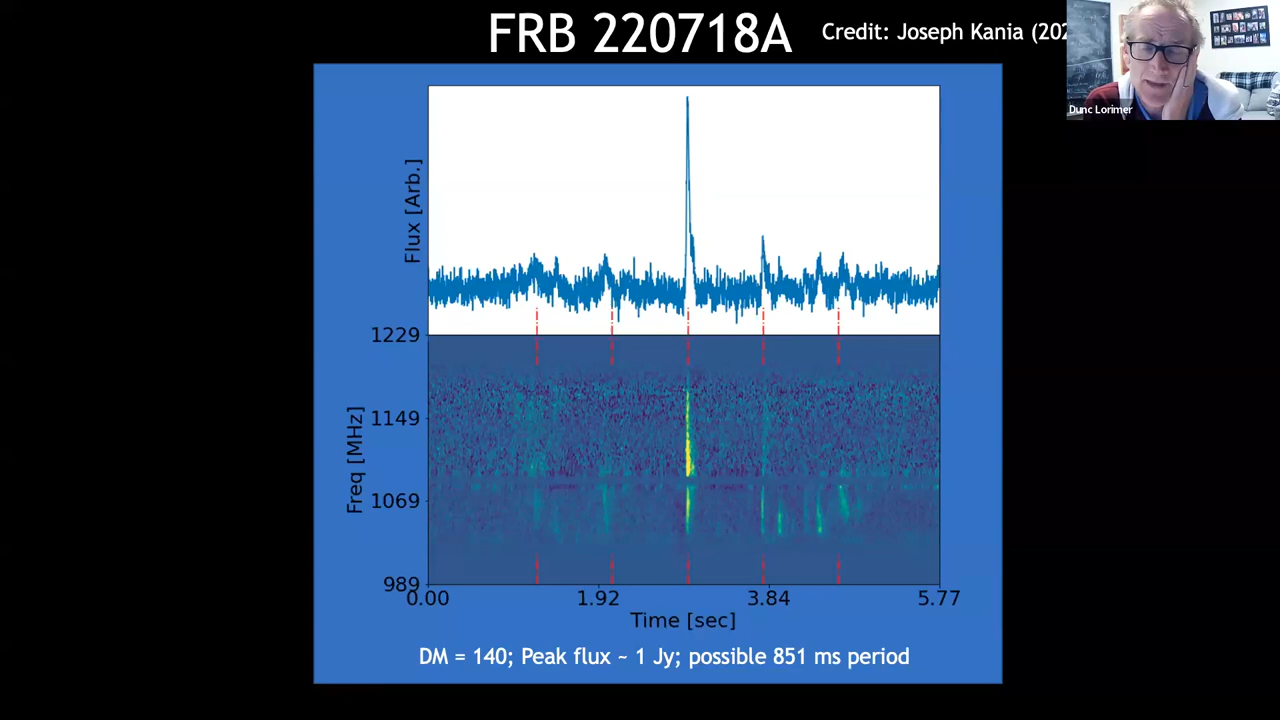 FRB 220718A
Credit: Joseph Kania (202
Dunc Lorimer
Flux [Arb.]
1229
1149
1069
989
Freq [MHz]
0.00 1.92 3.84 5.77
Time [sec]
DM = 140; Peak flux ~ 1 Jy; possible 851 ms period